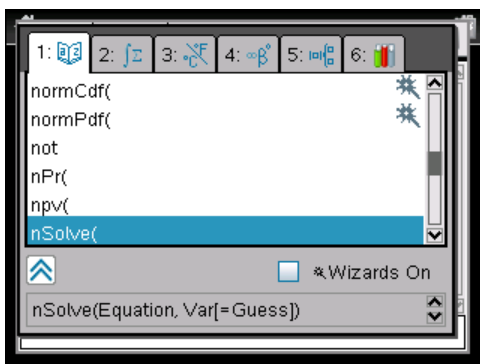 1: 2: ∫Σ 3: °C°F 4: ∞β° 5: 6:
normCdf(
normPdf(
not
nPr(
npv(
nSolve(
Wizards On
nSolve(Equation, Var[=Guess])